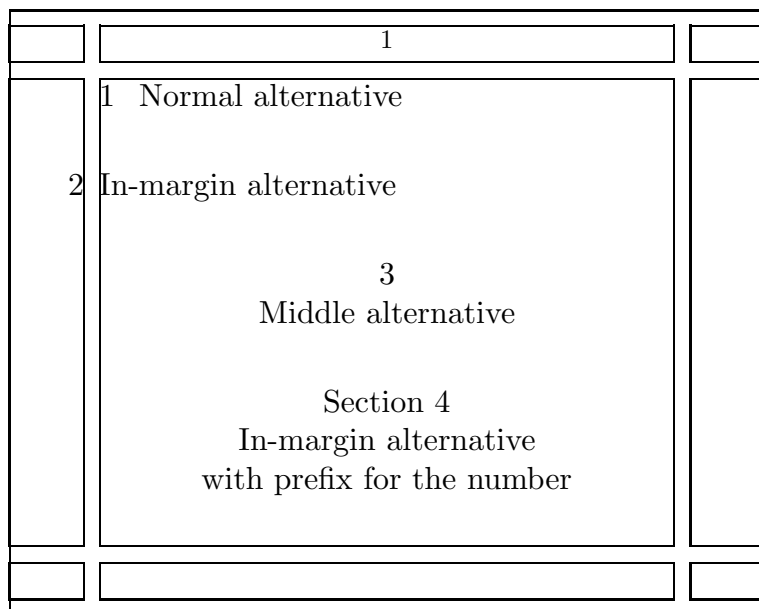 1
1 Normal alternative
2 In-margin alternative
3
Middle alternative
Section 4
In-margin alternative
with prefix for the number